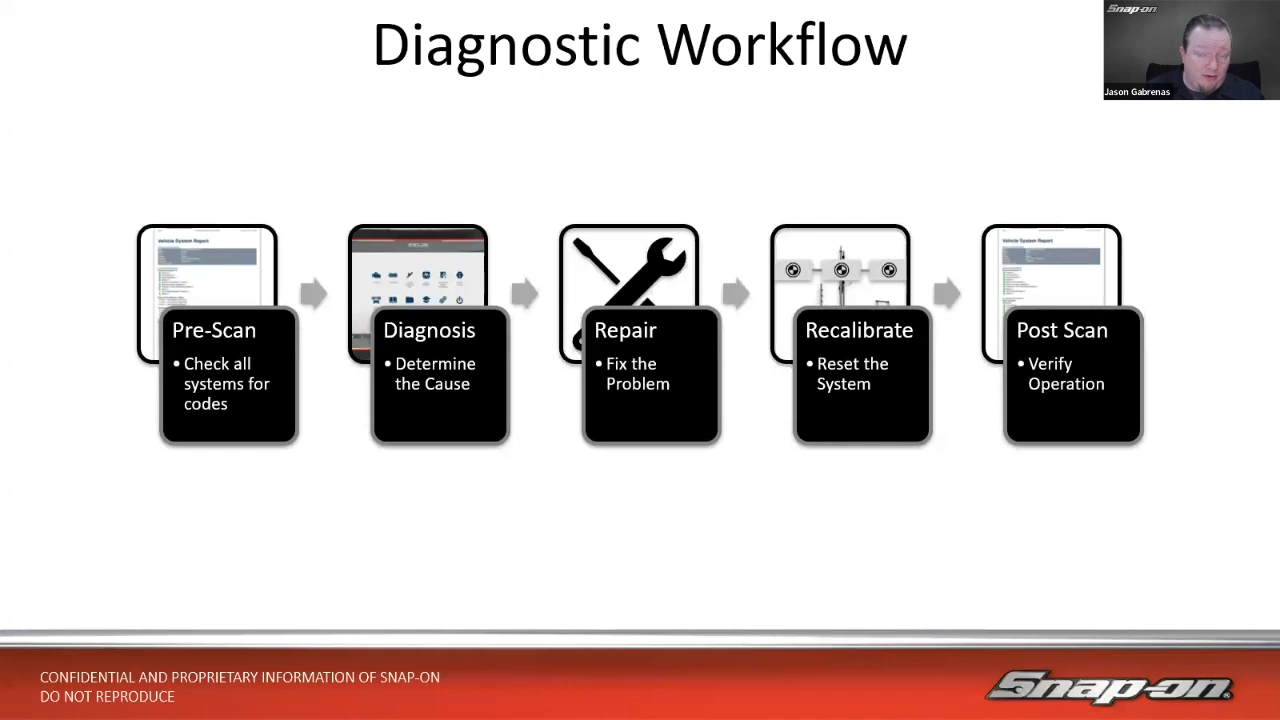 Diagnostic Workflow
Snap-on
Jason Gabrenas
Vehicle System Report
Vehicle System Report
Pre-Scan
• Check all
systems for
codes
Diagnosis
• Determine
the Cause
Repair
• Fix the
Problem
Recalibrate
• Reset the
System
Post Scan
• Verify
Operation
CONFIDENTIAL AND PROPRIETARY INFORMATION OF SNAP-ON
DO NOT REPRODUCE
Snap-on